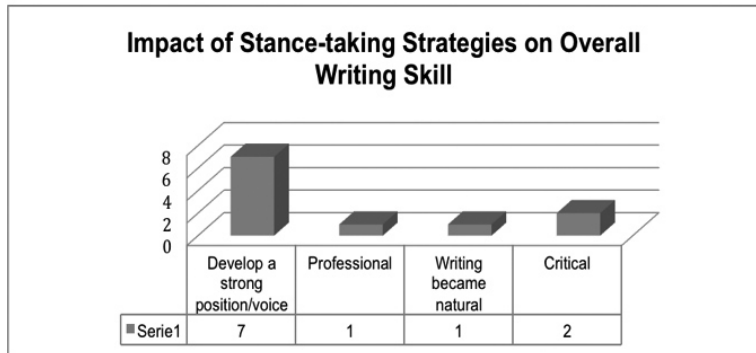 Impact of Stance-taking Strategies on Overall
Writing Skill
8
6
4
2
0
Develop a
strong
position/voice
Professional
Writing
became
natural
Critical
Serie1 7 1 1 2